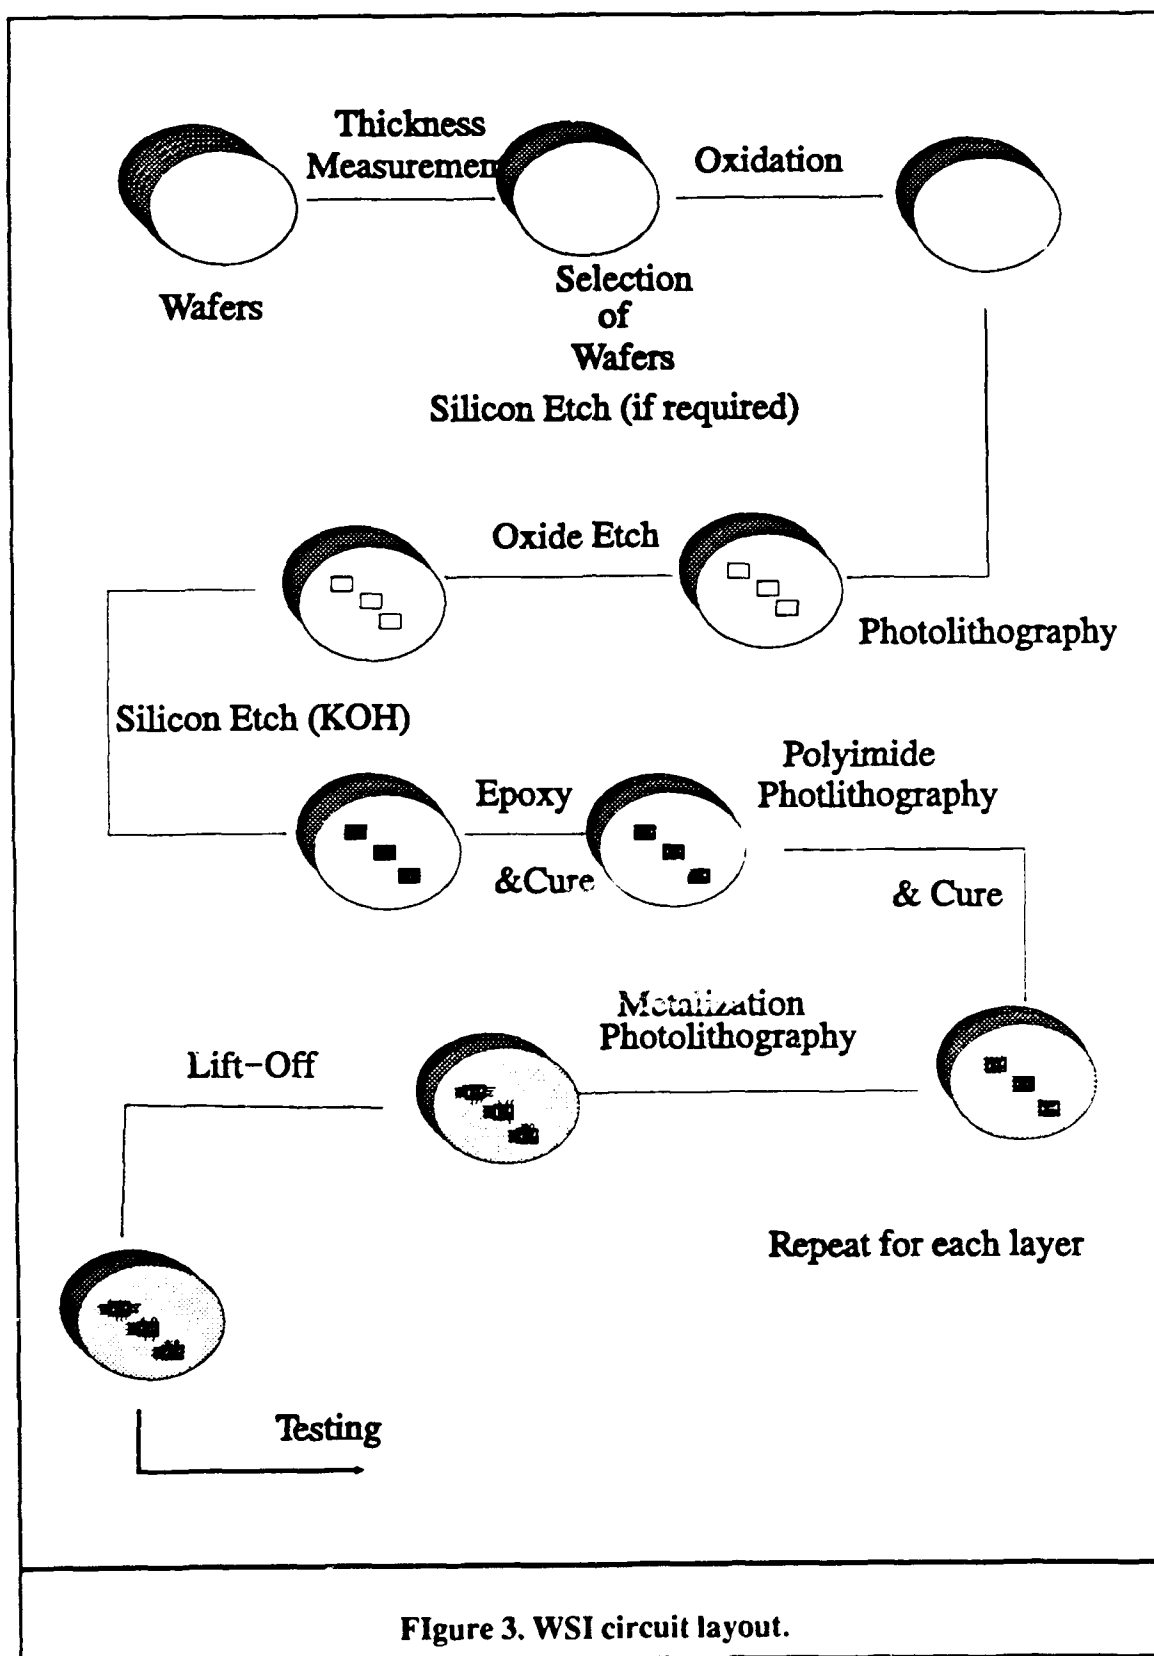 Thickness
Measurement
Oxidation
Wafers
Selection
of
Wafers
Silicon Etch (if required)
Oxide Etch
Photolithography
Silicon Etch (KOH)
Epoxy
&Cure
Polyimide
Photlithography
& Cure
Metalization
Photolithography
Lift-Off
Repeat for each layer
Testing
FIgure 3. WSI circuit layout.